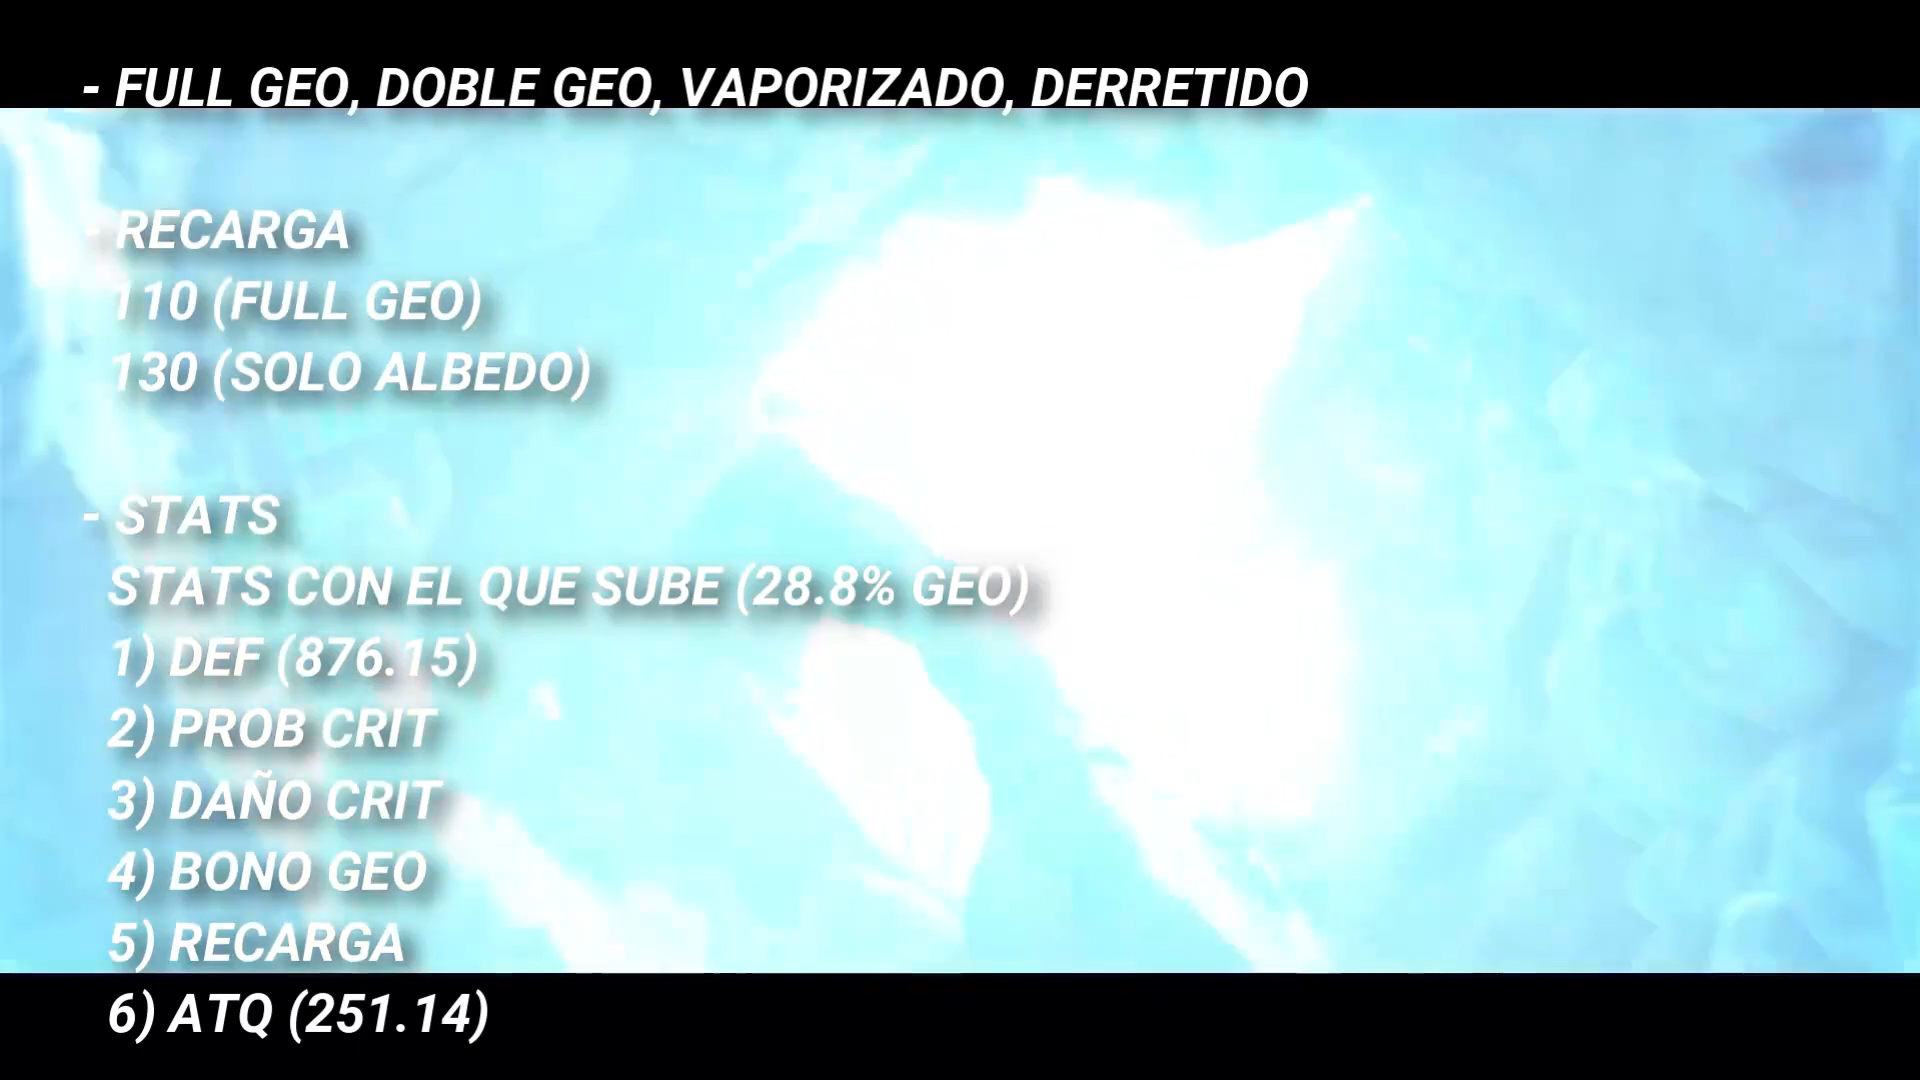 - FULL GEO, DOBLE GEO, VAPORIZADO, DERRETIDO
- RECARGA
110 (FULL GEO)
130 (SOLO ALBEDO)
- STATS
STATS CON EL QUE SUBE (28.8% GEO)
1) DEF (876.15)
2) PROB CRIT
3) DAÑO CRIT
4) BONO GEO
5) RECARGA
6) ATQ (251.14)